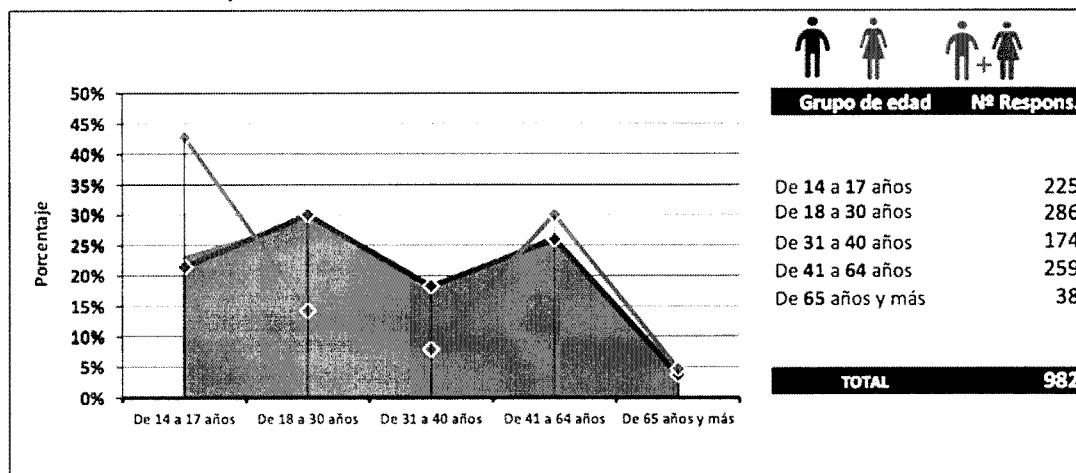 50%
45%
40%
35%
30%
25%
20%
15%
10%
5%
0%
Porcentaje
De 14 a 17 años
De 18 a 30 años
De 31 a 40 años
De 41 a 64 años
De 65 años y más
+
Grupo de edad Nº Respons.
De 14 a 17 años 225
De 18 a 30 años 286
De 31 a 40 años 174
De 41 a 64 años 259
De 65 años y más 38
TOTAL 982